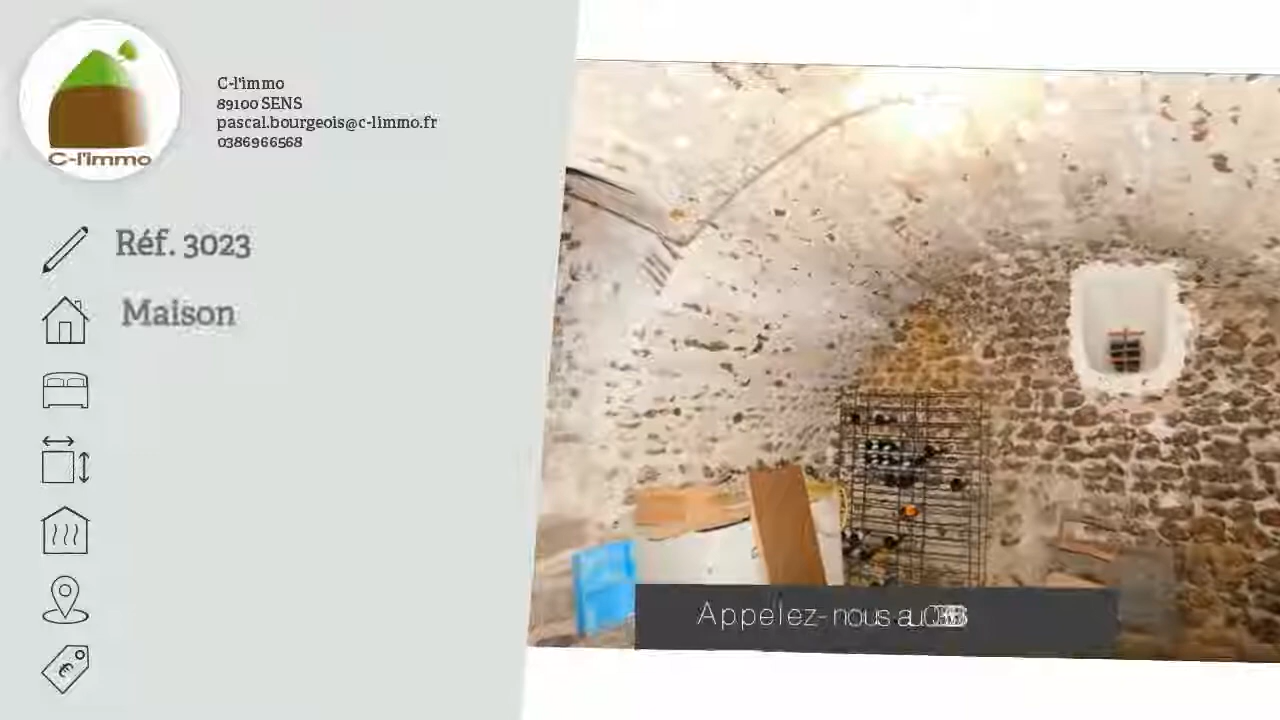 C-l'immo
C-l'immo
89100 SENS
pascal.bourgeois@c-limmo.fr
0386966568
Réf. 3023
Maison
Appelez-nous au